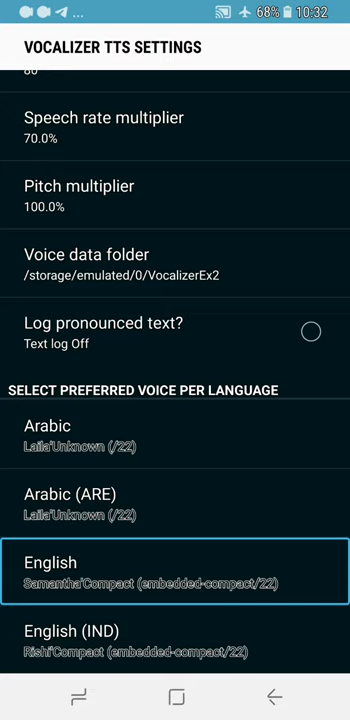 ... 68% 10:32
VOCALIZER TTS SETTINGS
80
Speech rate multiplier
70.0%
Pitch multiplier
100.0%
Voice data folder
/storage/emulated/0/VocalizerEx2
Log pronounced text?
Text log Off
SELECT PREFERRED VOICE PER LANGUAGE
Arabic
Laila'Unknown (/22)
Arabic (ARE)
Laila'Unknown (/22)
English
Samantha'Compact (embedded-compact/22)
English (IND)
Rishi'Compact (embedded-compact/22)